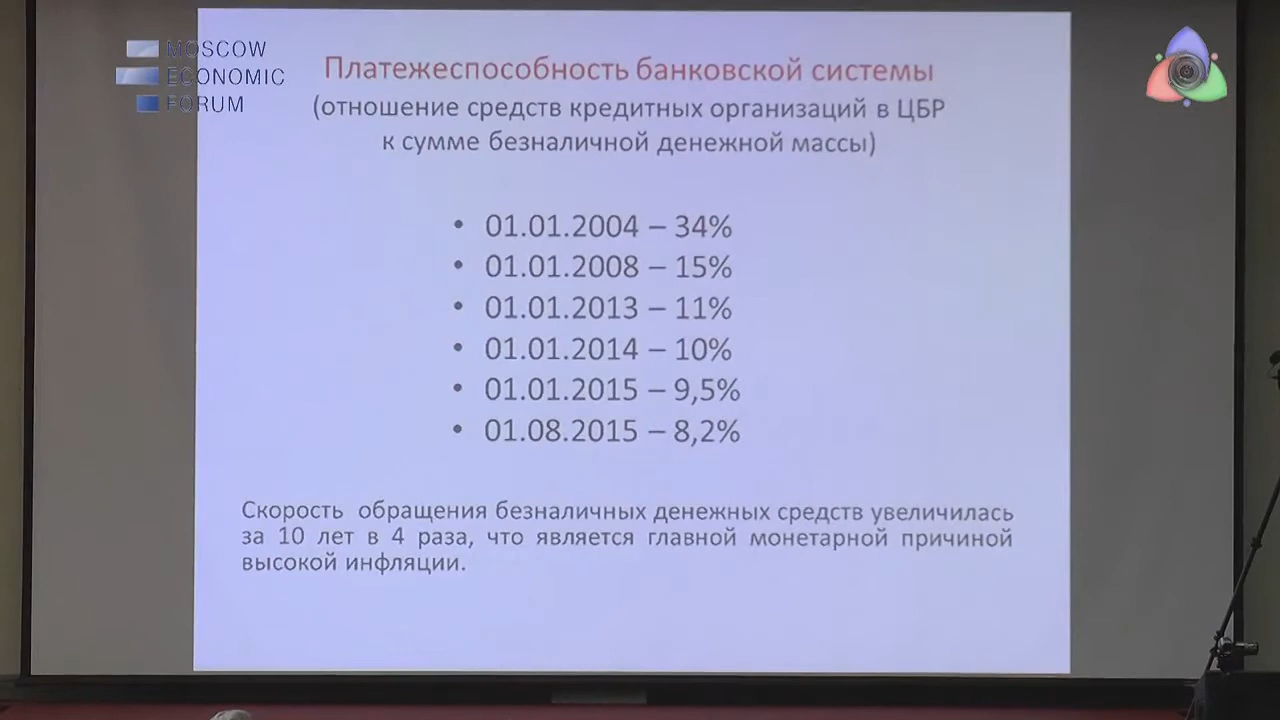 MOSCOW
ECONOMIC
FORUM
Платежеспособность банковской системы
(отношение средств кредитных организаций в ЦБР
к сумме безналичной денежной массы)
• 01.01.2004 – 34%
• 01.01.2008 – 15%
• 01.01.2013 – 11%
• 01.01.2014 – 10%
• 01.01.2015 – 9,5%
• 01.08.2015 – 8,2%
Скорость обращения безналичных денежных средств увеличилась
за 10 лет в 4 раза, что является главной монетарной причиной
высокой инфляции.